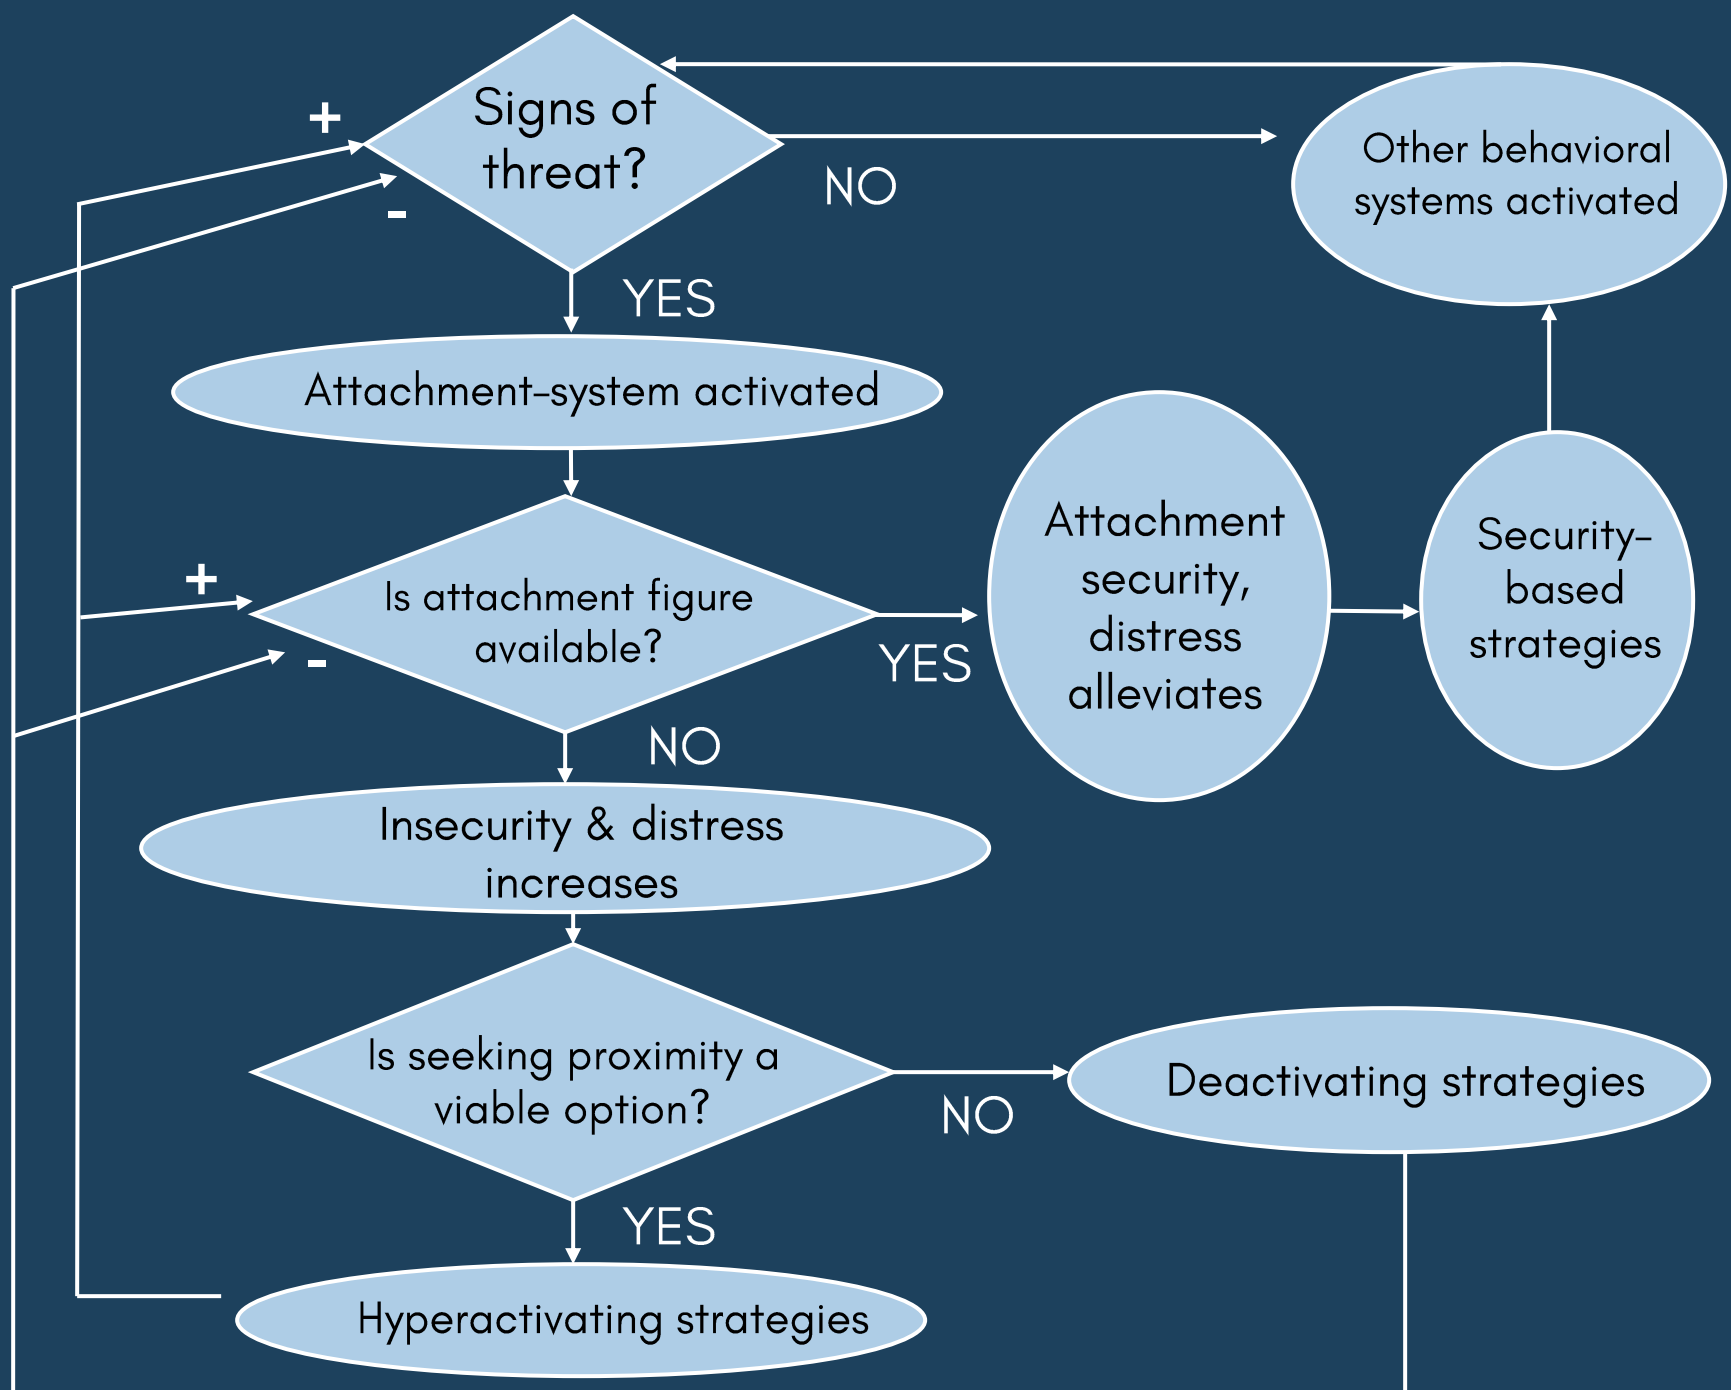 Signs of
threat?
+
-
NO
Other behavioral
systems activated
YES
Attachment-system activated
+
-
Is attachment figure
available?
YES
Attachment
security,
distress
alleviates
Security-
based
strategies
NO
Insecurity & distress
increases
Is seeking proximity a
viable option?
NO
Deactivating strategies
YES
Hyperactivating strategies